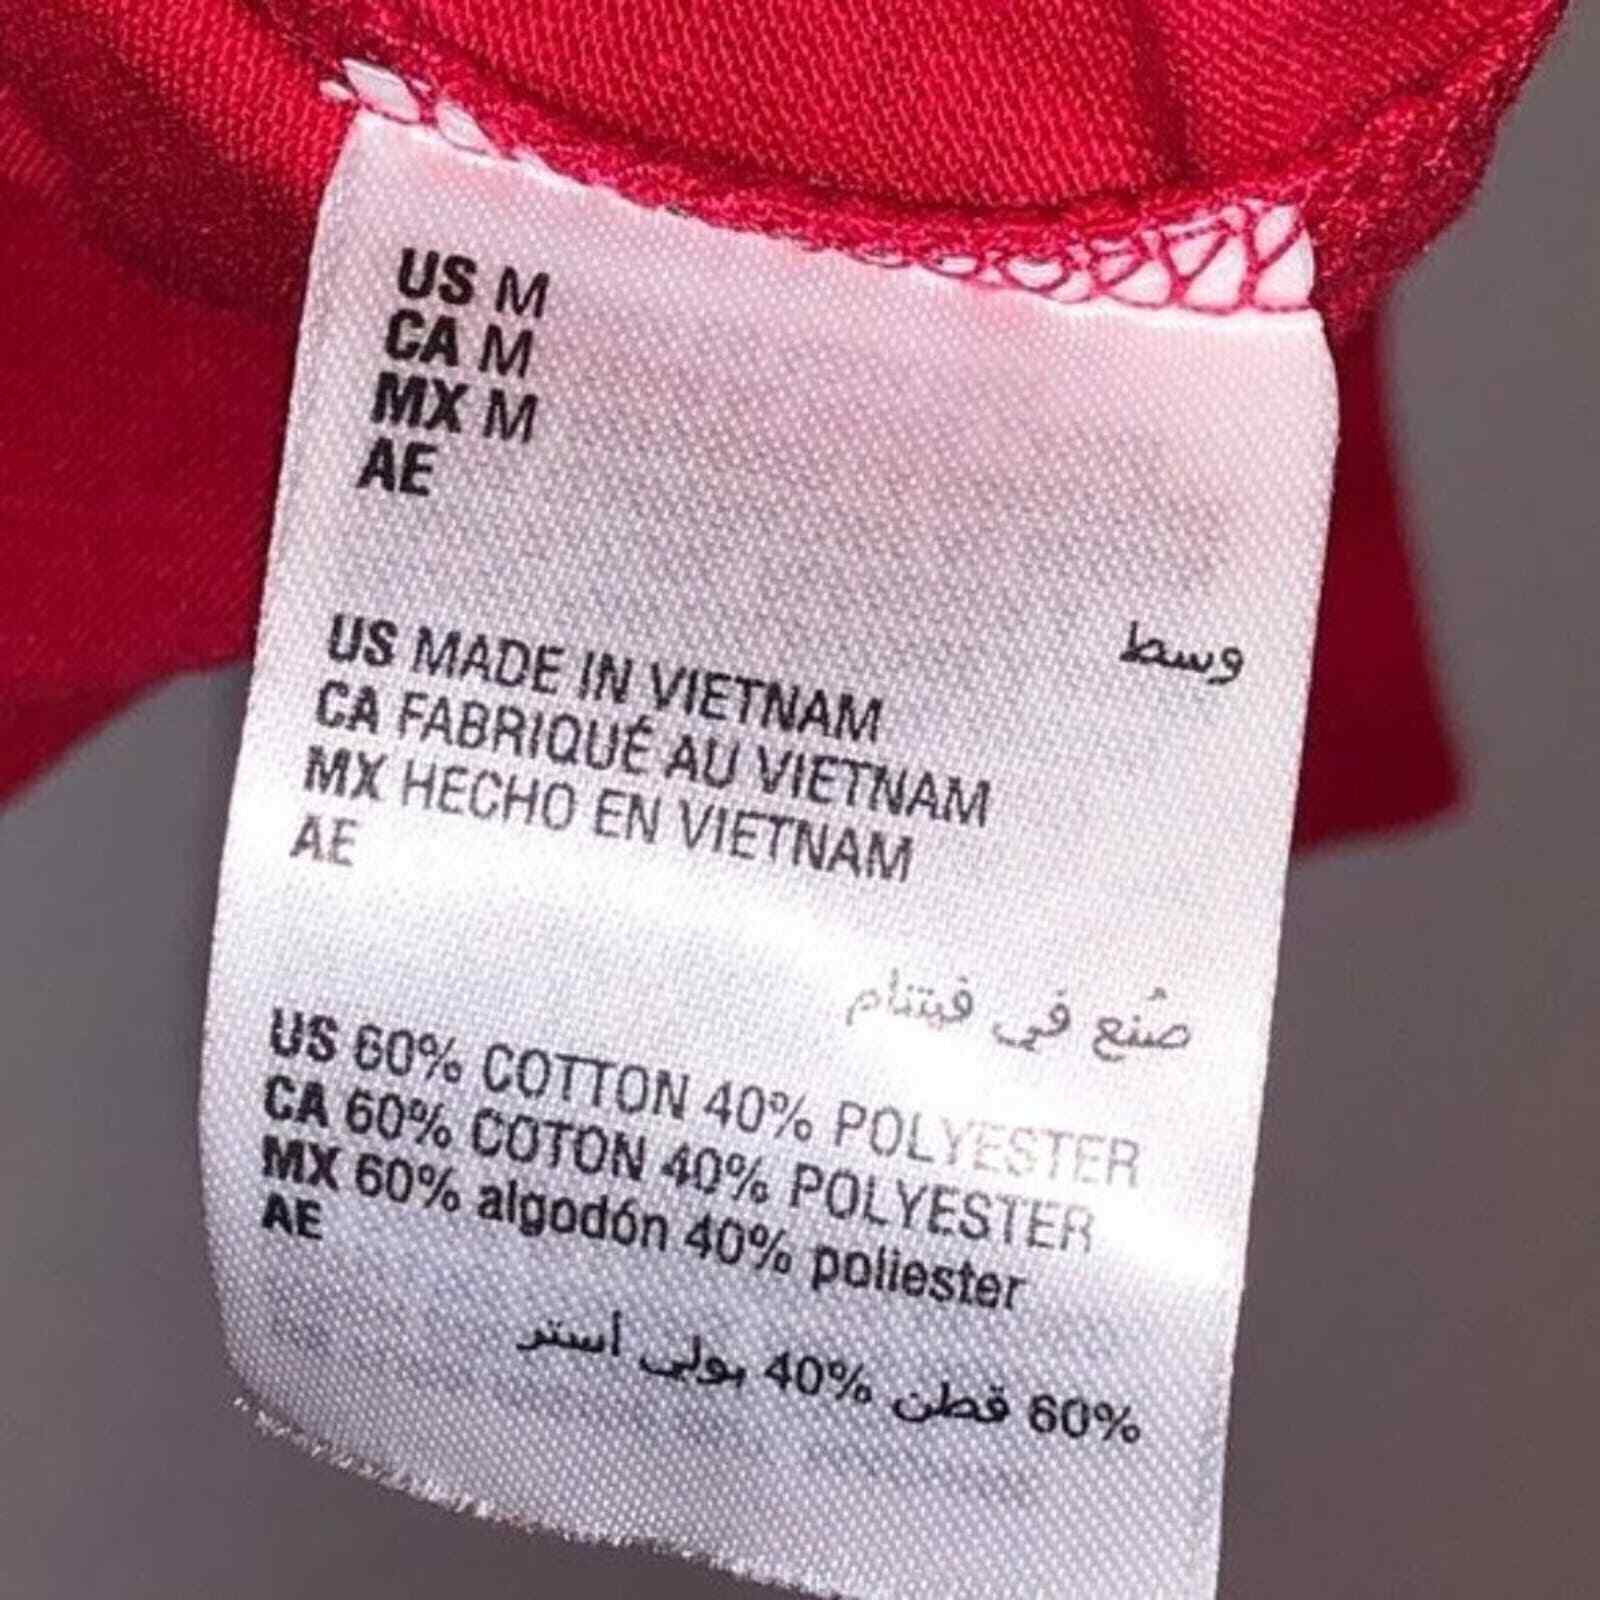 US M
CA M
MX M
AE
وسط
US MADE IN VIETNAM
CA FABRIQUÉ AU VIETNAM
MX HECHO EN VIETNAM
AE
صُنع في فيتنام
US 60% COTTON 40% POLYESTER
CA 60% COTON 40% POLYESTER
MX 60% algodón 40% poliester
AE
60% قطن 40% بولي أستر